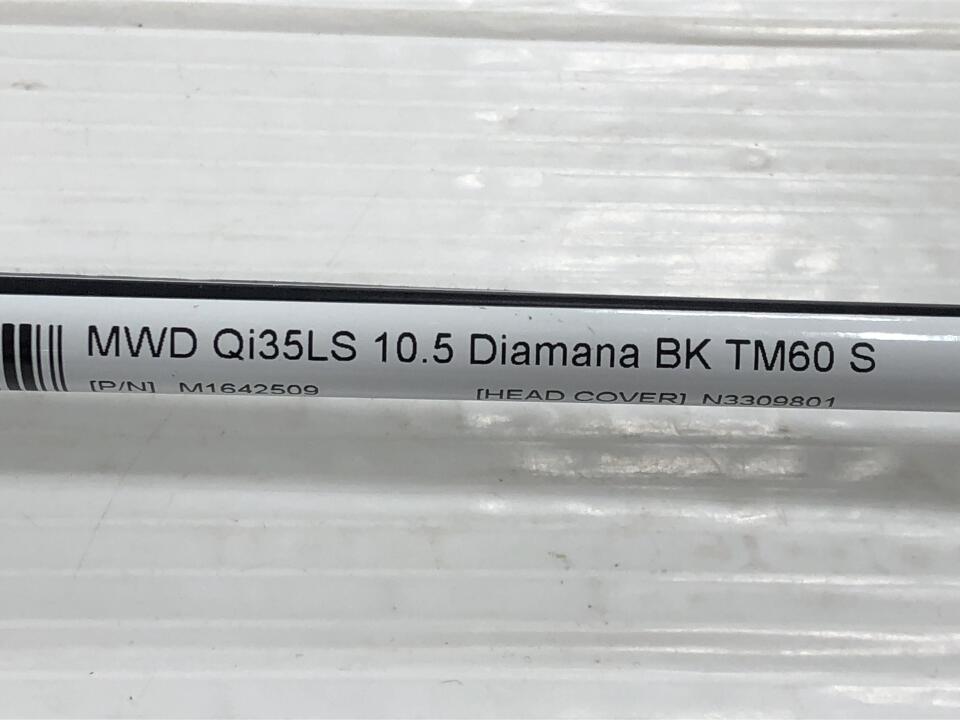 MWD Qi35LS 10.5 Diamana BK TM60 S
[P/N] M1642509 [HEAD COVER] N3309801